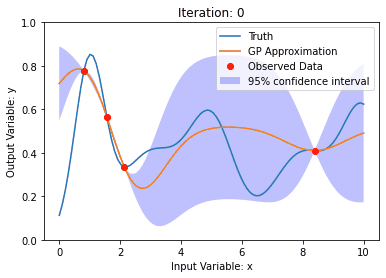 Iteration: 0
Truth
GP Approximation
Observed Data
95% confidence interval
Output Variable: y
1.0
0.8
0.6
0.4
0.2
0.0
0 2 4 6 8 10
Input Variable: x